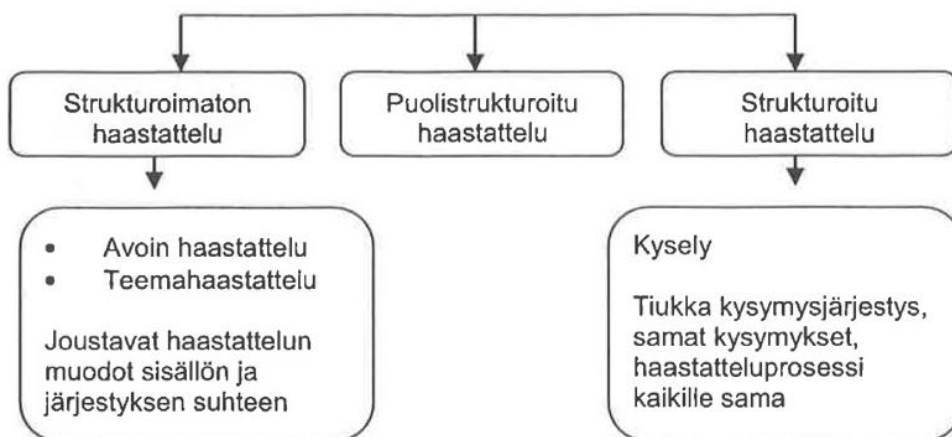 Strukturoimaton
haastattelu
Puolistrukturoitu
haastattelu
Strukturoitu
haastattelu
• Avoin haastattelu
• Teemahaastattelu
Joustavat haastattelun
muodot sisällön ja
järjestyksen suhteen
Kysely
Tiukka kysymysjärjestys,
samat kysymykset,
haastatteluprosessi
kaikille sama